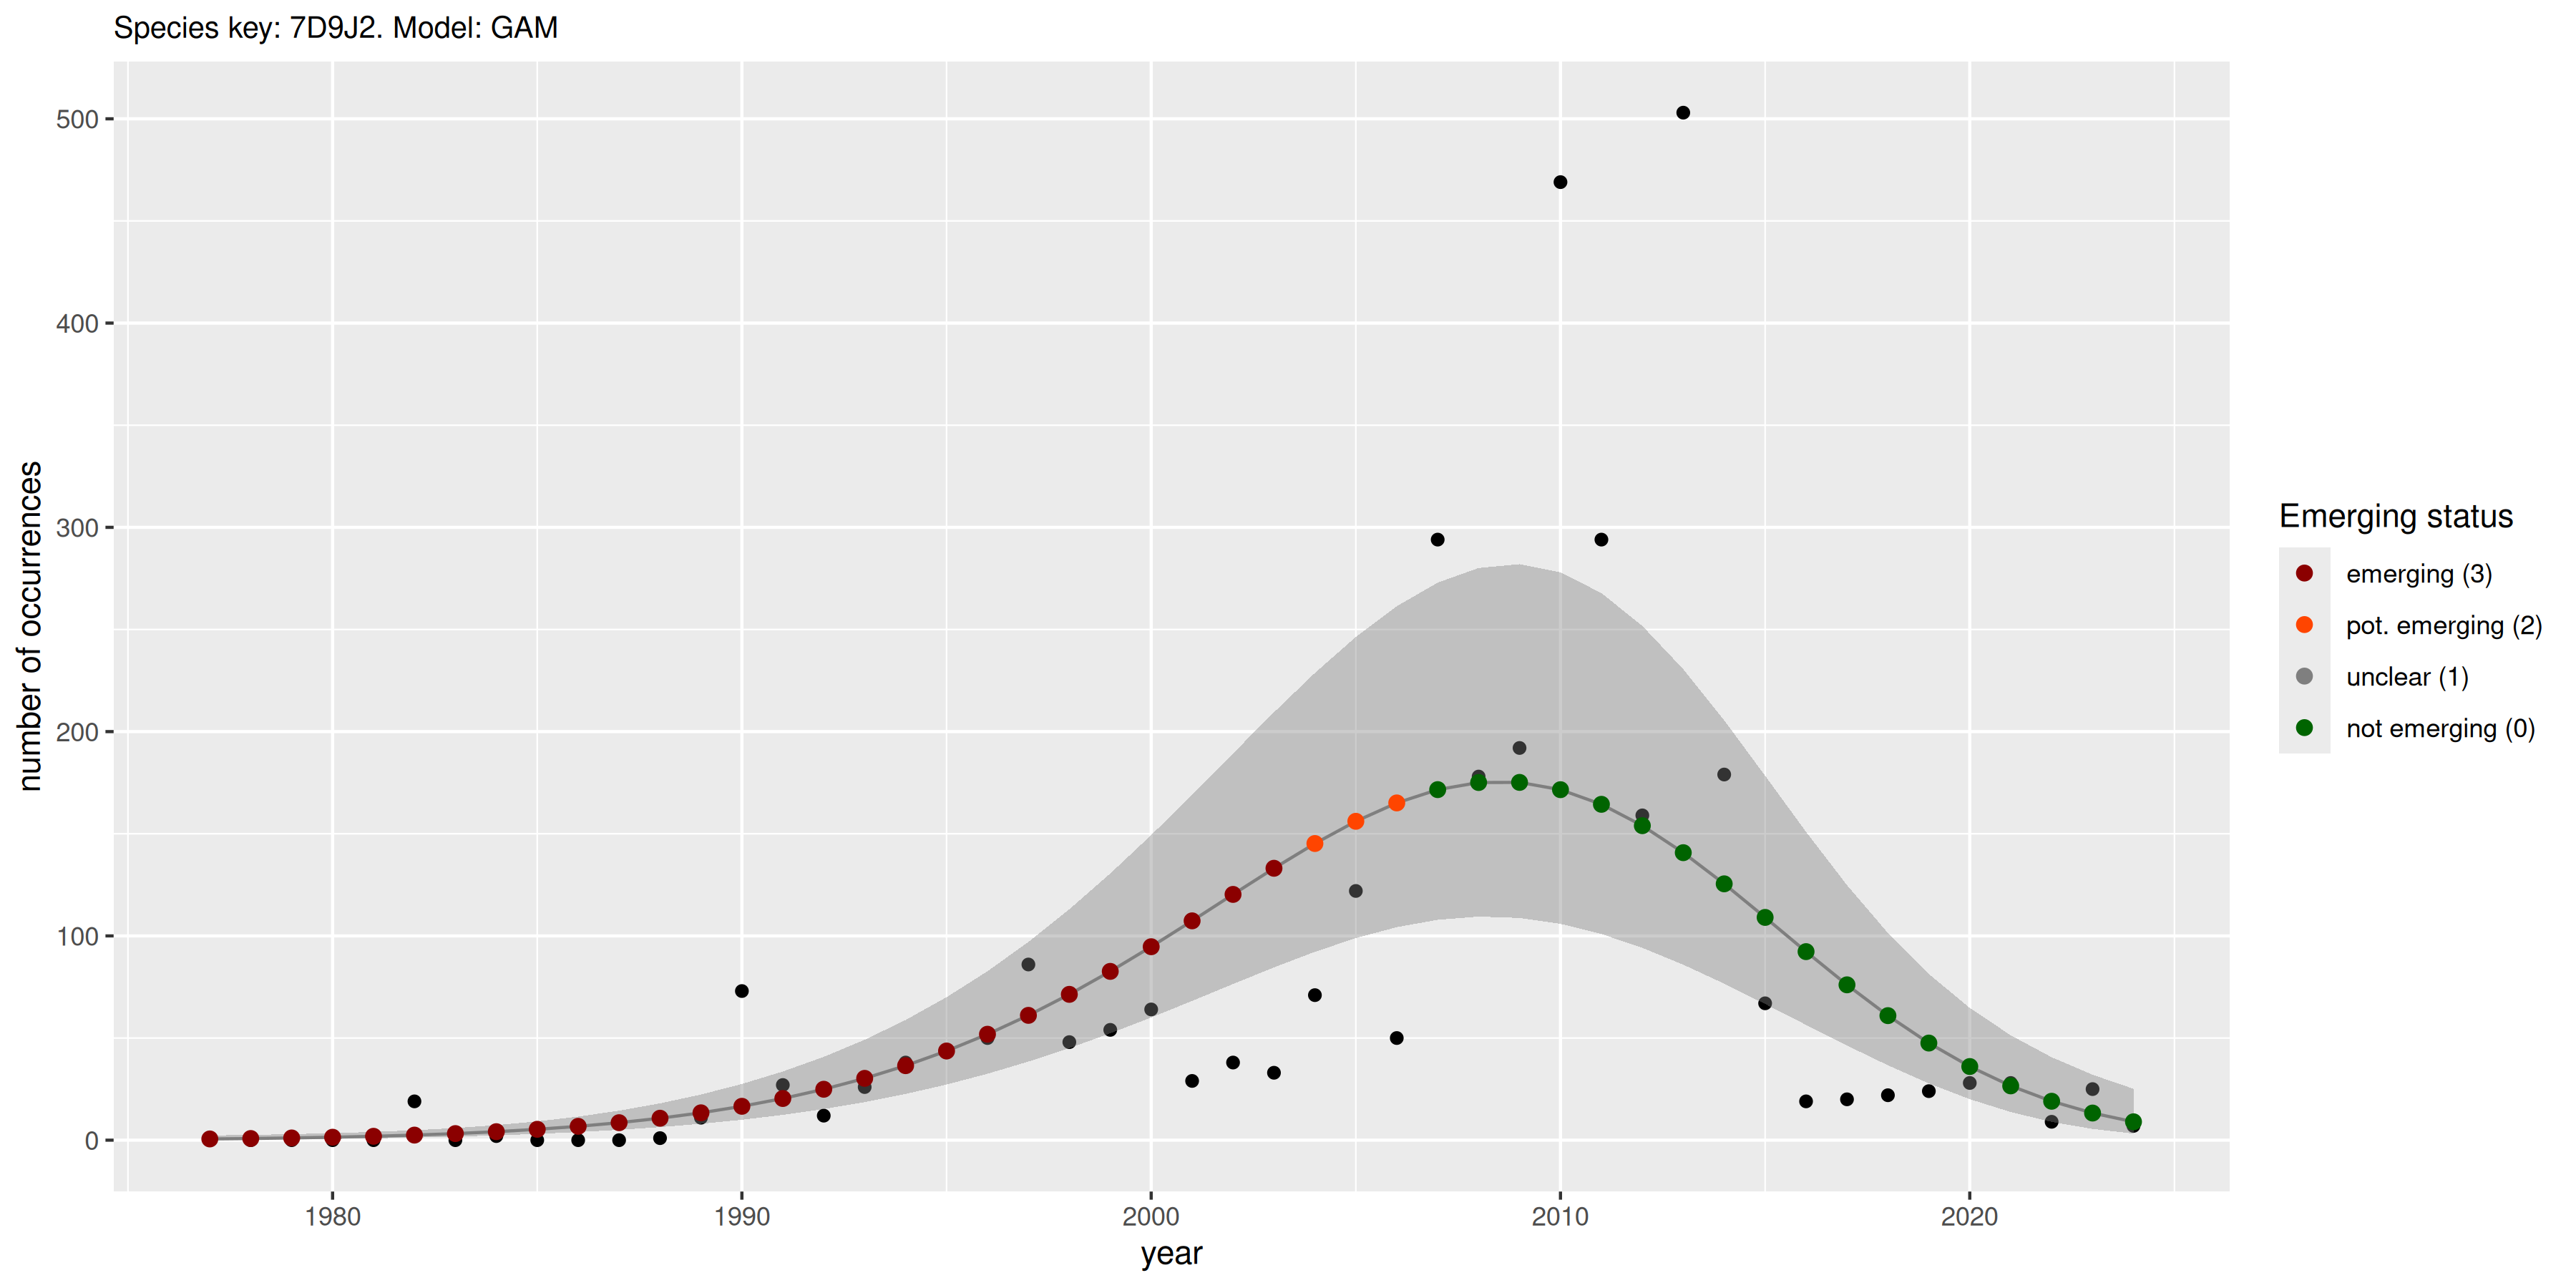 Species key: 7D9J2. Model: GAM
500
400
300
200
100
0
number of occurrences
1980
1990
2000
2010
2020
year
Emerging status
emerging (3)
pot. emerging (2)
unclear (1)
not emerging (0)